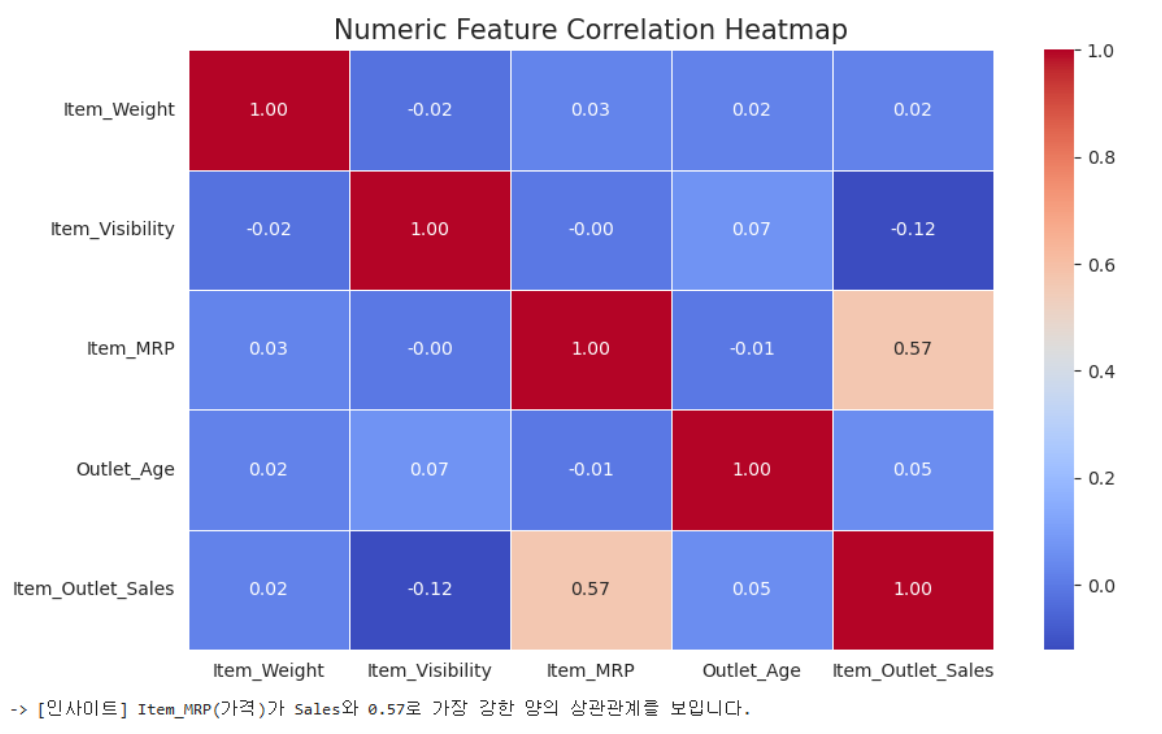 Numeric Feature Correlation Heatmap
1.0
Item_Weight 1.00 -0.02 0.03 0.02 0.02
0.8
Item_Visibility -0.02 1.00 -0.00 0.07 -0.12
0.6
Item_MRP 0.03 -0.00 1.00 -0.01 0.57
0.4
Outlet_Age 0.02 0.07 -0.01 1.00 0.05
0.2
Item_Outlet_Sales 0.02 -0.12 0.57 0.05 1.00
0.0
Item_Weight Item_Visibility Item_MRP Outlet_Age Item_Outlet_Sales
-> [인사이트] Item_MRP(가격)가 Sales와 0.57로 가장 강한 양의 상관관계를 보입니다.